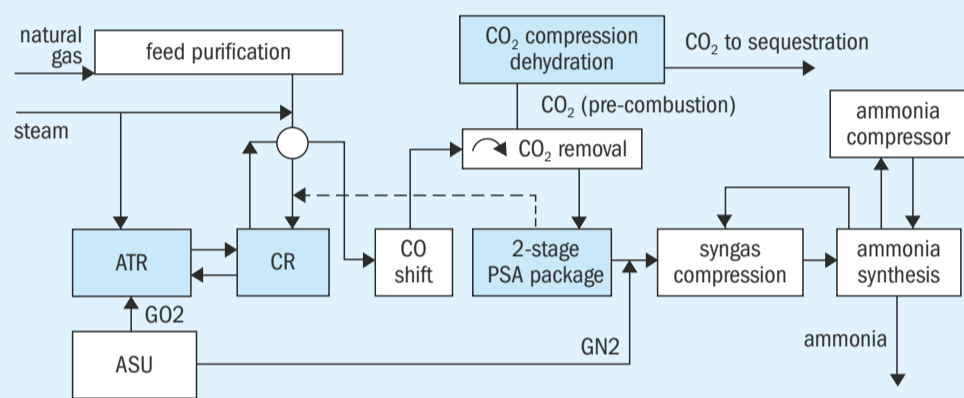 natural
gas
feed purification
CO₂ compression
dehydration
CO₂ to sequestration
steam
CO₂ (pre-combustion)
ammonia
compressor
CO₂ removal
ATR
CR
CO
shift
2-stage
PSA package
syngas
compression
ammonia
synthesis
GO2
ASU
GN2
ammonia